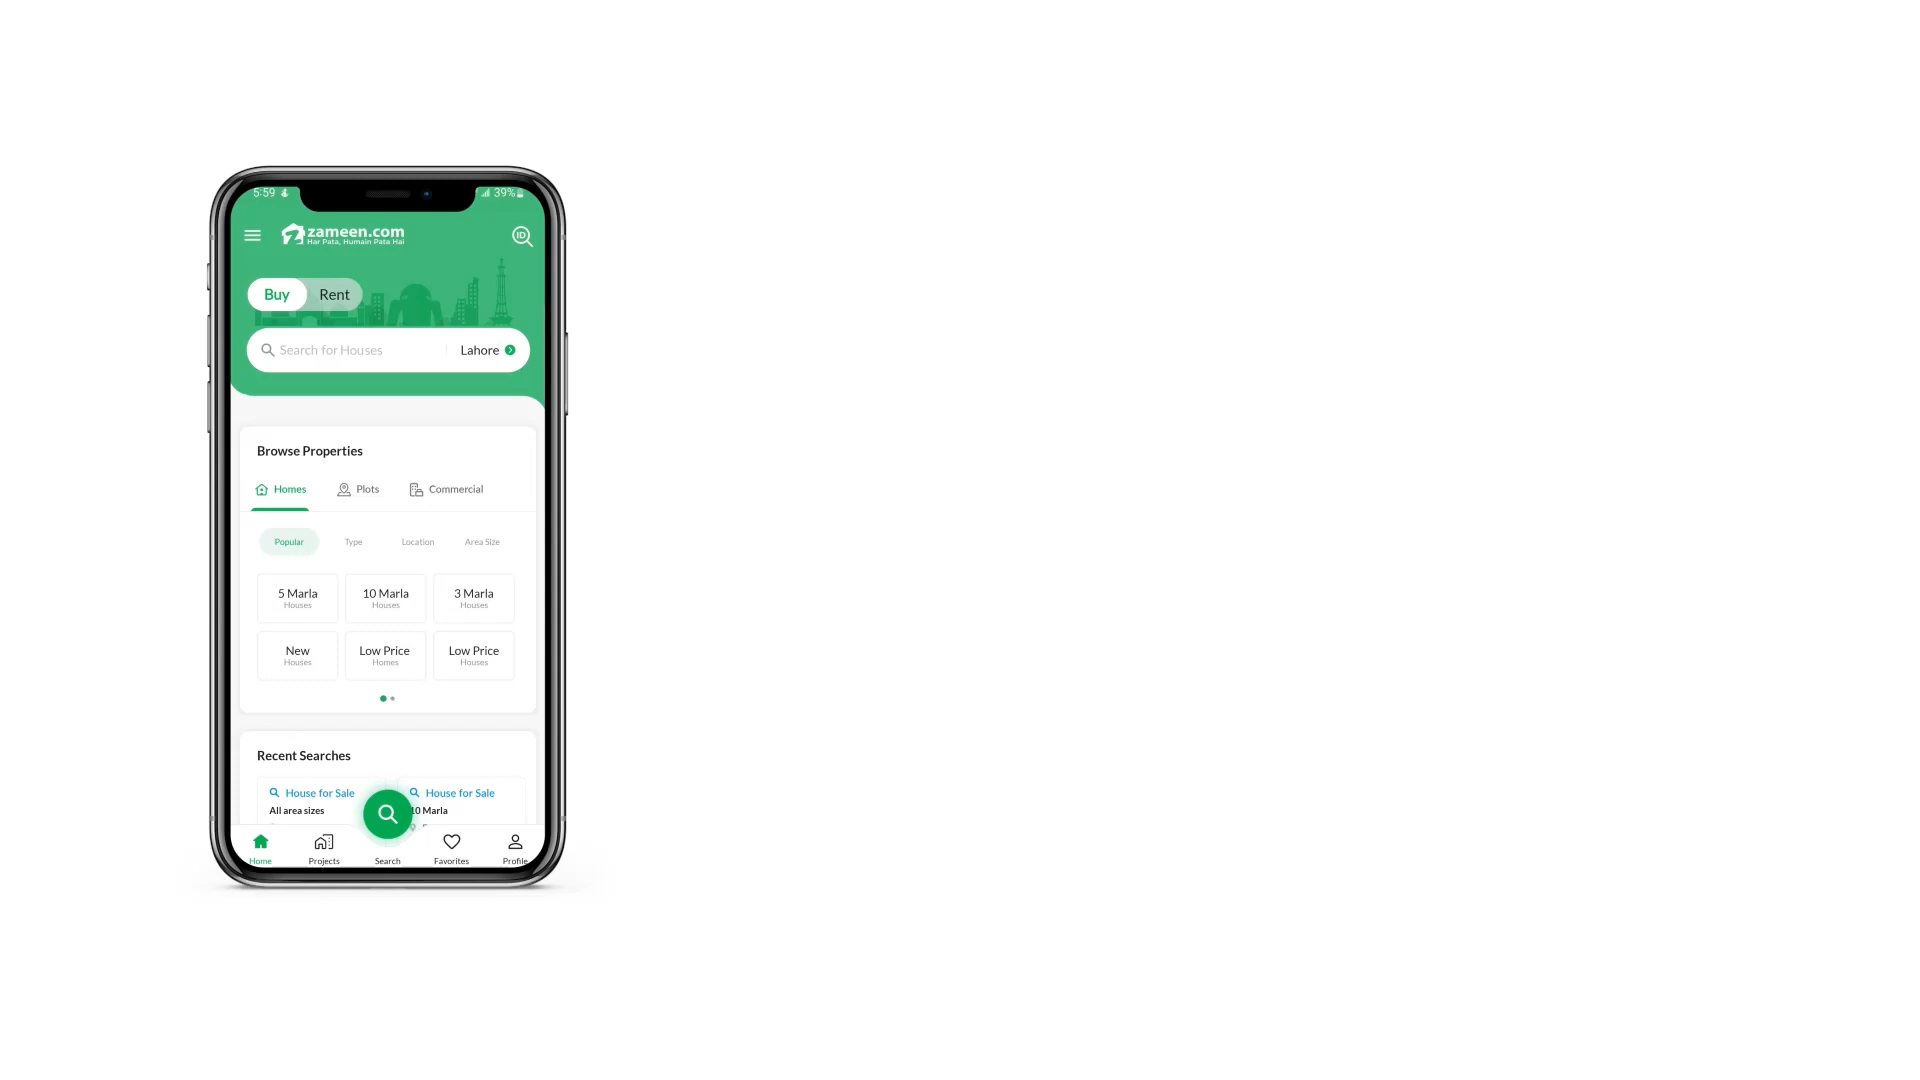 5:59
39%
zameen.com
Har Pata, Humain Pata Hai
ID
Buy Rent
Search for Houses Lahore
Browse Properties
Homes Plots Commercial
Popular Type Location Area Size
5 Marla 10 Marla 3 Marla
Houses Houses Houses
New Low Price Low Price
Houses Homes Houses
Recent Searches
House for Sale House for Sale
All area sizes 10 Marla
Home Projects Search Favorites Profile